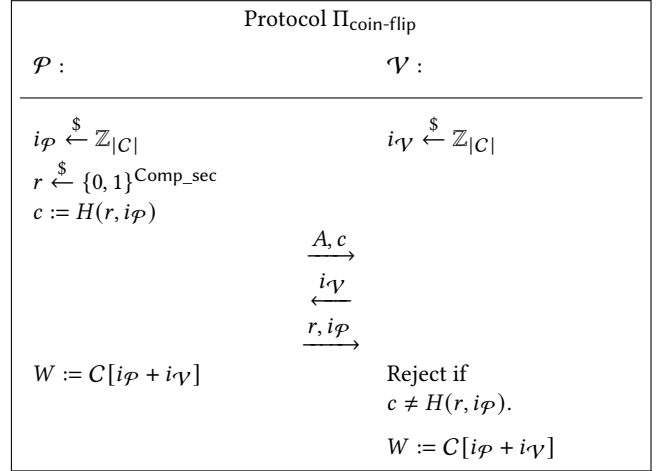 Protocol Π_coin-flip
𝒫 : 𝒱 :
i_𝒫 ←$ ℤ_|C| i_𝒱 ←$ ℤ_|C|
r ←$ {0, 1}^Comp_sec
c := H(r, i_𝒫)
A, c
i_𝒱
r, i_𝒫
W := C[i_𝒫 + i_𝒱] Reject if
c ≠ H(r, i_𝒫).
W := C[i_𝒫 + i_𝒱]